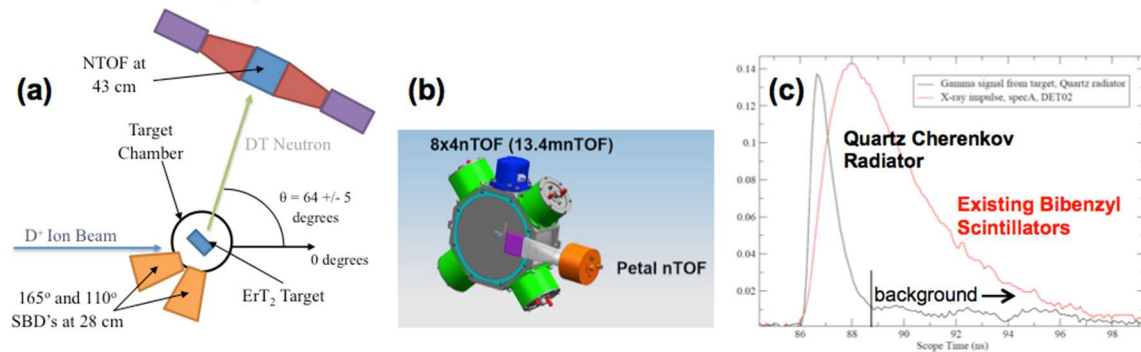 (a)
NTOF at
43 cm
Target
Chamber
DT Neutron
θ = 64 +/- 5
degrees
D⁺ Ion Beam
0 degrees
165º and 110º
SBD's at 28 cm
ErT₂ Target
(b)
8x4nTOF (13.4mnTOF)
Petal nTOF
(c)
0.14
0.12
0.1
0.08
0.06
0.04
0.02
Gamma signal from target, Quartz radiator
X-ray impulse, specA, DET02
Quartz Cherenkov
Radiator
Existing Bibenzyl
Scintillators
background
86 88 90 92 94 96 98
Scope Time (ns)